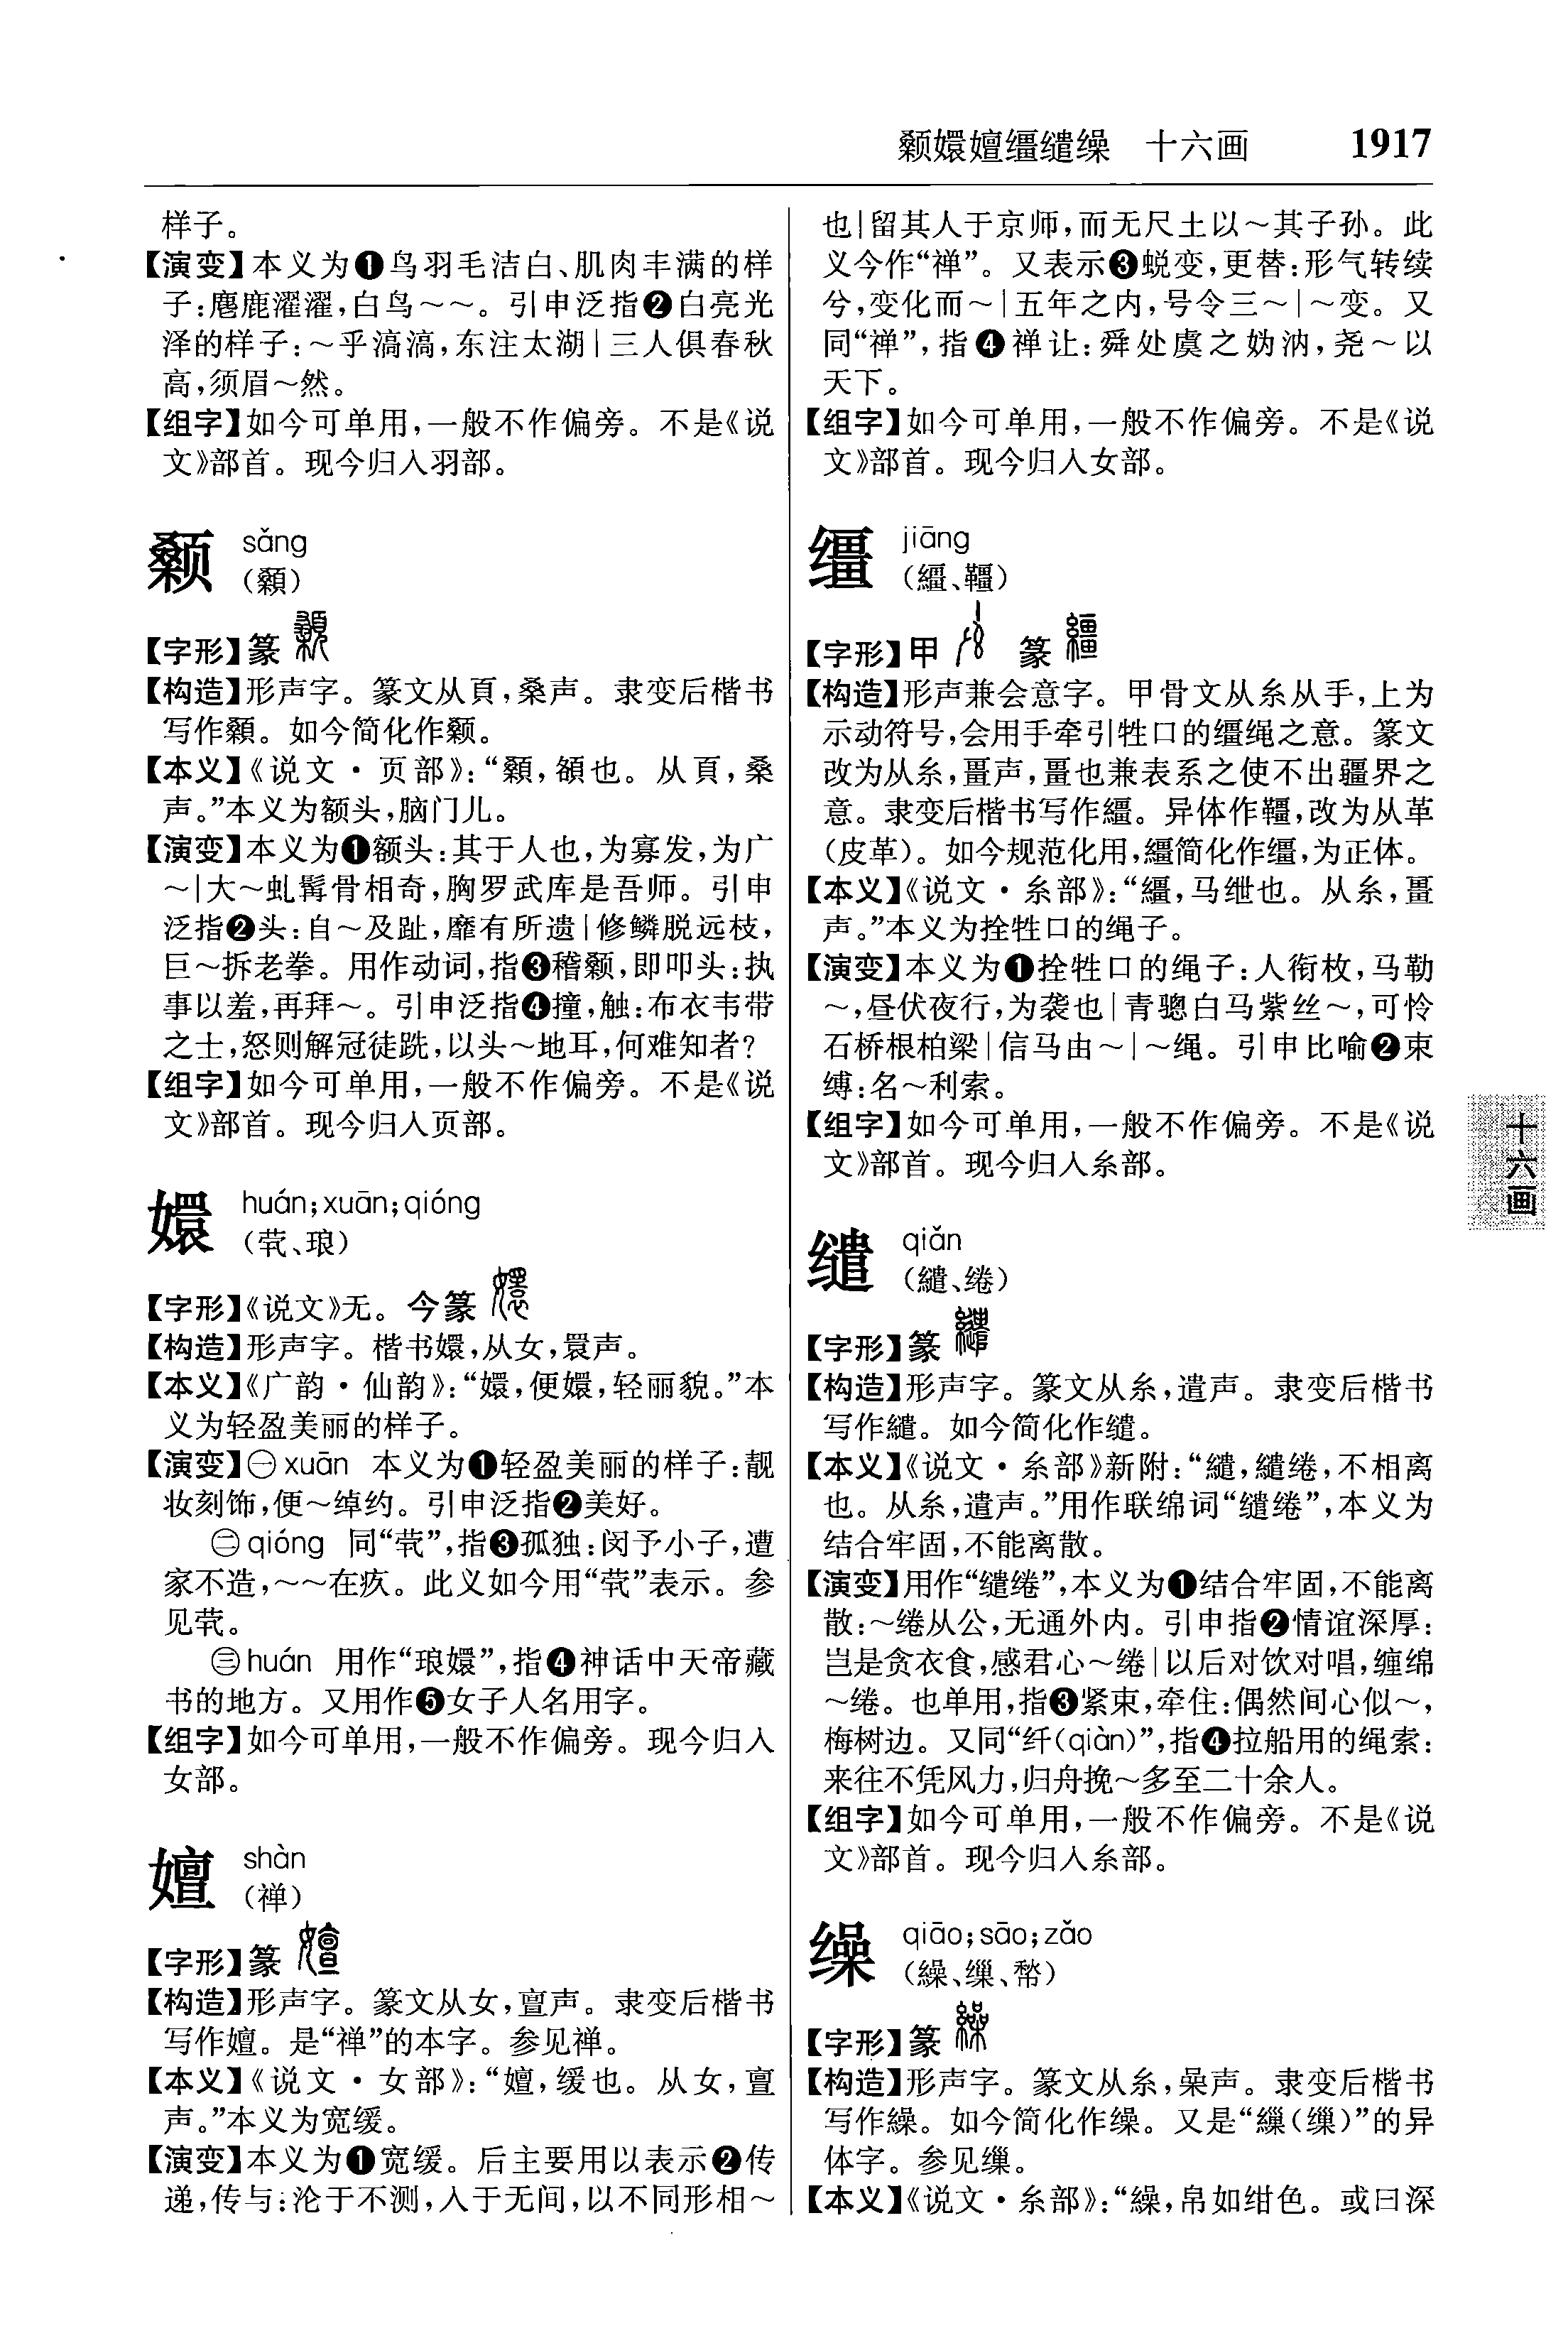 颡嬛嬗缰缱缲　十六画　1917
样子。
【演变】本义为❶鸟羽毛洁白、肌肉丰满的样
子：麀鹿濯濯，白鸟～～。引申泛指❷白亮光
泽的样子：～乎滈滈，东注太湖|三人俱春秋
高，须眉～然。
【组字】如今可单用，一般不作偏旁。不是《说
文》部首。现今归入羽部。
颡 sǎng
（顙）
【字形】篆
【构造】形声字。篆文从頁，桑声。隶变后楷书
写作顙。如今简化作颡。
【本义】《说文·页部》：“顙，頟也。从頁，桑
声。”本义为额头，脑门儿。
【演变】本义为❶额头：其于人也，为寡发，为广
～|大～虬髯骨相奇，胸罗武库是吾师。引申
泛指❷头：自～及趾，靡有所遗|修鳞脱远枝，
巨～拆老拳。用作动词，指❸稽颡，即叩头：执
事以羞，再拜～。引申泛指❹撞，触：布衣韦带
之士，怒则解冠徒跣，以头～地耳，何难知者？
【组字】如今可单用，一般不作偏旁。不是《说
文》部首。现今归入页部。
嬛 huán；xuān；qióng
（茕、琅）
【字形】《说文》无。今篆
【构造】形声字。楷书嬛，从女，睘声。
【本义】《广韵·仙韵》：“嬛，便嬛，轻丽貌。”本
义为轻盈美丽的样子。
【演变】㊀xuān 本义为❶轻盈美丽的样子：靓
妆刻饰，便～绰约。引申泛指❷美好。
㊁qióng 同“茕”，指❸孤独：闵予小子，遭
家不造，～～在疚。此义如今用“茕”表示。参
见茕。
㊂huán 用作“琅嬛”，指❹神话中天帝藏
书的地方。又用作❺女子人名用字。
【组字】如今可单用，一般不作偏旁。现今归入
女部。
嬗 shàn
（禅）
【字形】篆
【构造】形声字。篆文从女，亶声。隶变后楷书
写作嬗。是“禅”的本字。参见禅。
【本义】《说文·女部》：“嬗，缓也。从女，亶
声。”本义为宽缓。
【演变】本义为❶宽缓。后主要用以表示❷传
递，传与：沦于不测，入于无间，以不同形相～
也|留其人于京师，而无尺土以～其子孙。此
义今作“禅”。又表示❸蜕变，更替：形气转续
兮，变化而～|五年之内，号令三～|～变。又
同“禅”，指❹禅让：舜处虞之妫汭，尧～以
天下。
【组字】如今可单用，一般不作偏旁。不是《说
文》部首。现今归入女部。
缰 jiāng
（繮、韁）
【字形】甲 篆
【构造】形声兼会意字。甲骨文从糸从手，上为
示动符号，会用手牵引牲口的缰绳之意。篆文
改为从糸，畺声，畺也兼表系之使不出疆界之
意。隶变后楷书写作繮。异体作韁，改为从革
（皮革）。如今规范化用，繮简化作缰，为正体。
【本义】《说文·糸部》：“繮，马绁也。从糸，畺
声。”本义为拴牲口的绳子。
【演变】本义为❶拴牲口的绳子：人衔枚，马勒
～，昼伏夜行，为袭也|青骢白马紫丝～，可怜
石桥根柏梁|信马由～|～绳。引申比喻❷束
缚：名～利索。
【组字】如今可单用，一般不作偏旁。不是《说
文》部首。现今归入糸部。
缱 qiǎn
（繾、绻）
【字形】篆
【构造】形声字。篆文从糸，遣声。隶变后楷书
写作繾。如今简化作缱。
【本义】《说文·糸部》新附：“繾，繾绻，不相离
也。从糸，遣声。”用作联绵词“缱绻”，本义为
结合牢固，不能离散。
【演变】用作“缱绻”，本义为❶结合牢固，不能离
散：～绻从公，无通外内。引申指❷情谊深厚：
岂是贪衣食，感君心～绻|以后对饮对唱，缠绵
～绻。也单用，指❸紧束，牵住：偶然间心似～，
梅树边。又同“纤（qiàn）”，指❹拉船用的绳索：
来往不凭风力，归舟挽～多至二十余人。
【组字】如今可单用，一般不作偏旁。不是《说
文》部首。现今归入糸部。
缲 qiāo；sāo；zǎo
（繰、缫、幧）
【字形】篆
【构造】形声字。篆文从糸，喿声。隶变后楷书
写作繰。如今简化作缲。又是“繅（缫）”的异
体字。参见缫。
【本义】《说文·糸部》：“繰，帛如绀色。或曰深
十六画